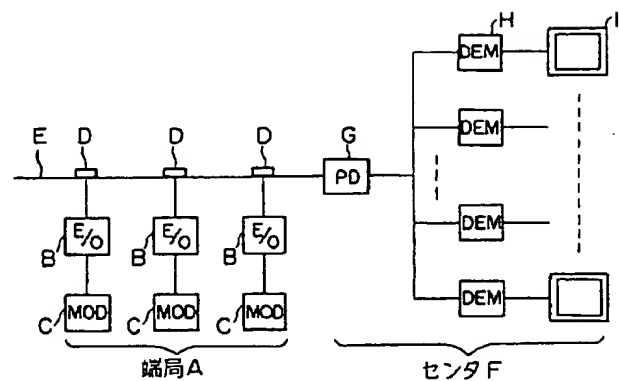 H
I
DEM
E D D D G
DEM
PD
B E/O B E/O B E/O
DEM
C MOD C MOD C MOD
DEM
端局A
センタF